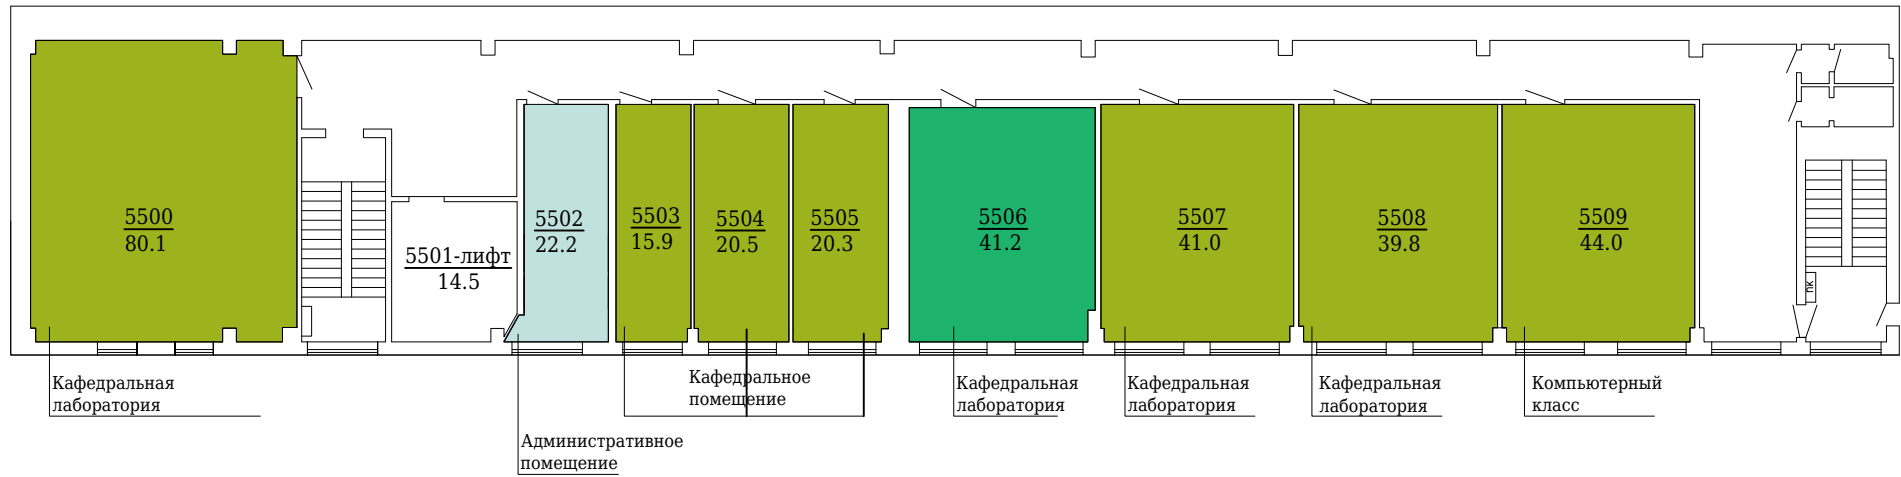 5500
80.1
5501-лифт
14.5
5502
22.2
5503
15.9
5504
20.5
5505
20.3
5506
41.2
5507
41.0
5508
39.8
5509
44.0
пк
Кафедральная
лаборатория
Административное
помещение
Кафедральное
помещение
Кафедральная
лаборатория
Кафедральная
лаборатория
Кафедральная
лаборатория
Компьютерный
класс